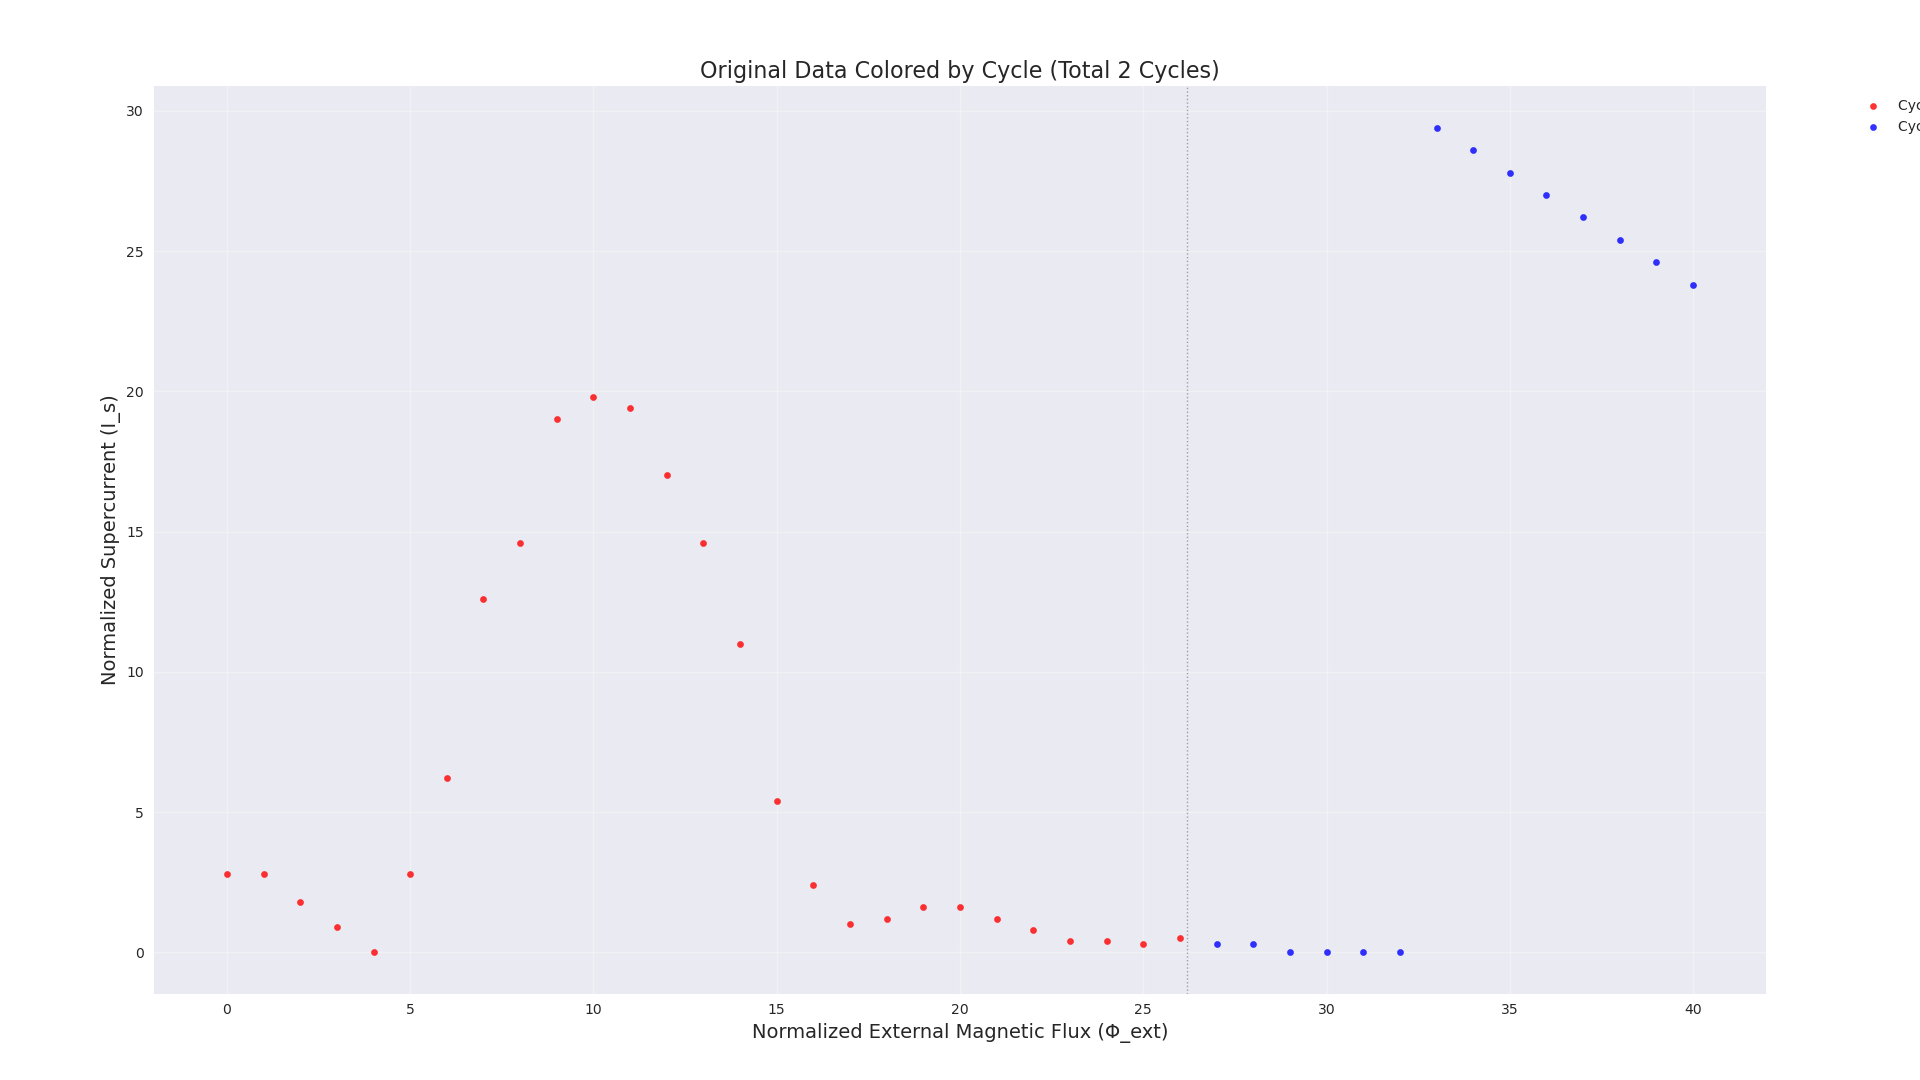 Original Data Colored by Cycle (Total 2 Cycles)
Normalized Supercurrent (I_s)
30
25
20
15
10
5
0
0 5 10 15 20 25 30 35 40
Normalized External Magnetic Flux (Φ_ext)
Cyc
Cyc